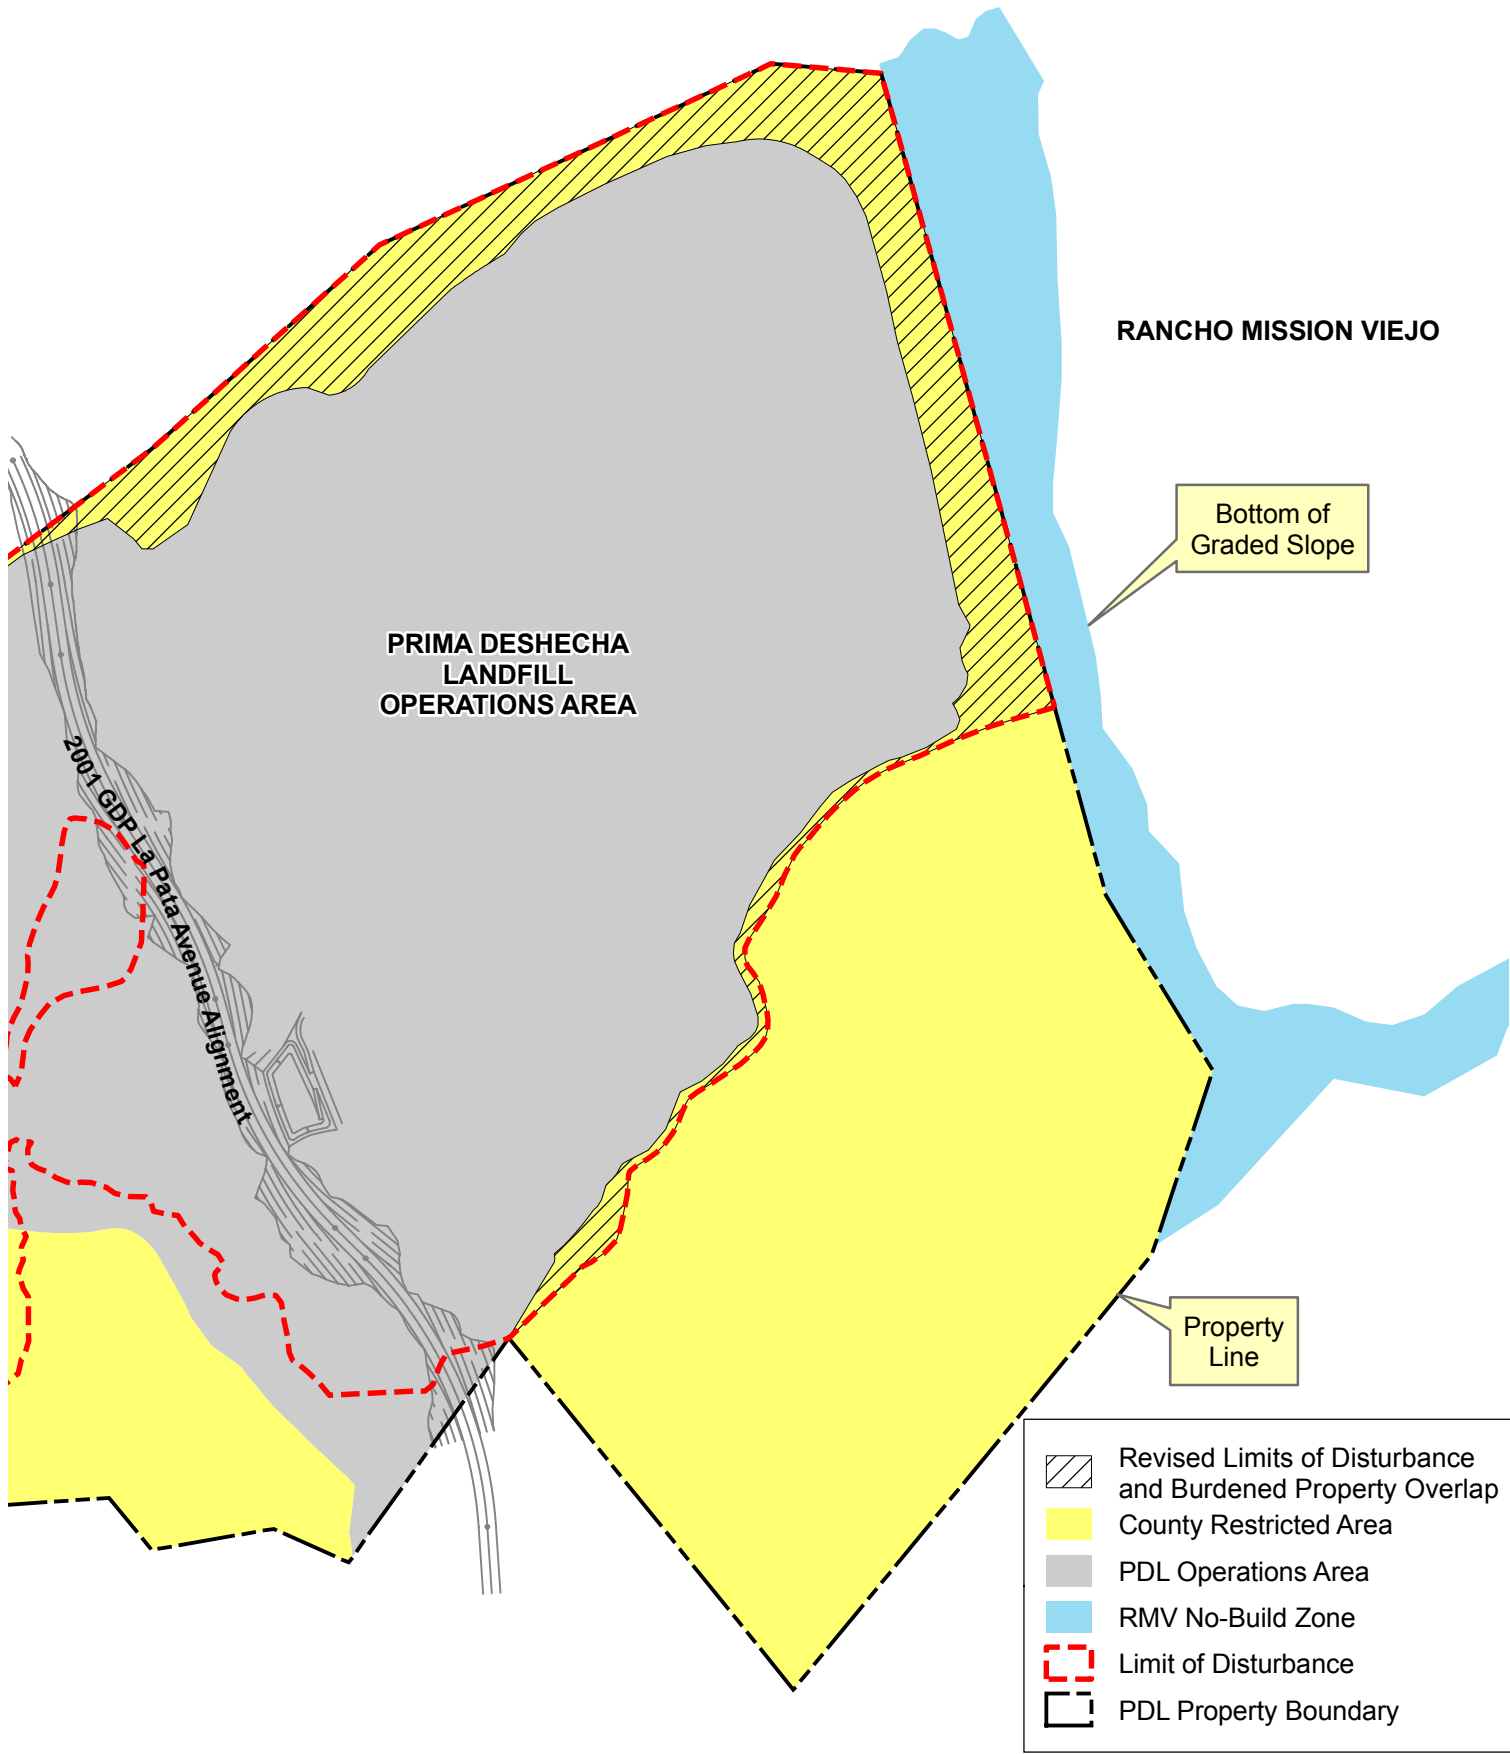 RANCHO MISSION VIEJO
Bottom of
Graded Slope
PRIMA DESHECHA
LANDFILL
OPERATIONS AREA
2001 GDP La Pata Avenue Alignment
Property
Line
Revised Limits of Disturbance
and Burdened Property Overlap
County Restricted Area
PDL Operations Area
RMV No-Build Zone
Limit of Disturbance
PDL Property Boundary